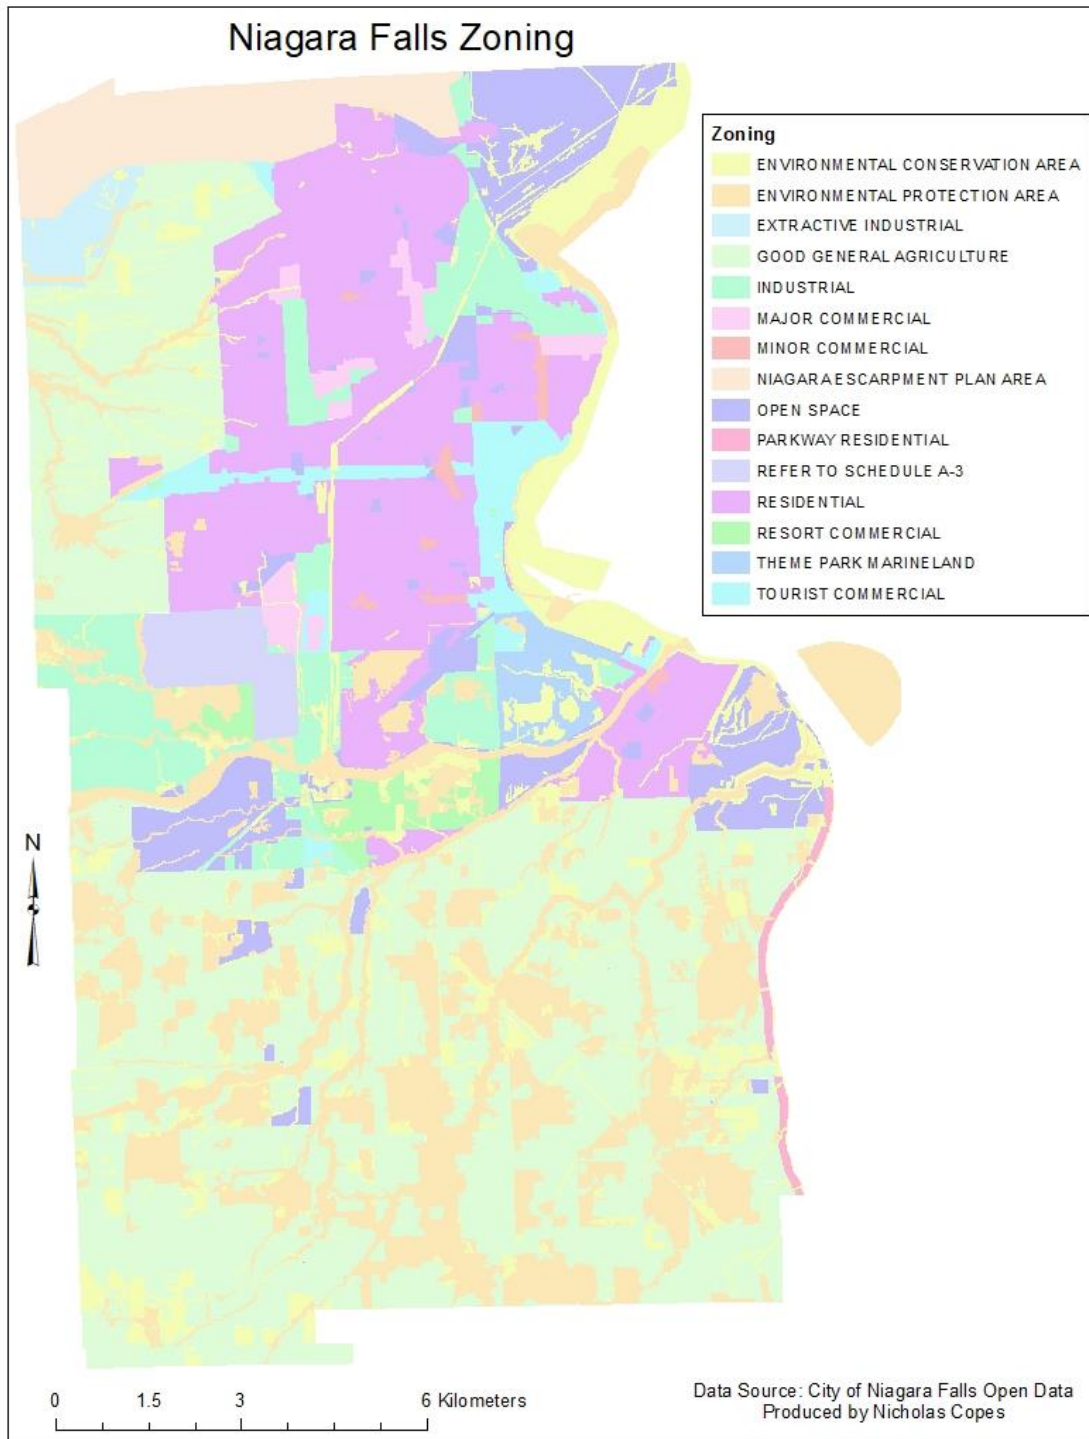 Niagara Falls Zoning
Zoning
ENVIRONMENTAL CONSERVATION AREA
ENVIRONMENTAL PROTECTION AREA
EXTRACTIVE INDUSTRIAL
GOOD GENERAL AGRICULTURE
INDUSTRIAL
MAJOR COMMERCIAL
MINOR COMMERCIAL
NIAGARA ESCARPMENT PLAN AREA
OPEN SPACE
PARKWAY RESIDENTIAL
REFER TO SCHEDULE A-3
RESIDENTIAL
RESORT COMMERCIAL
THEME PARK MARINELAND
TOURIST COMMERCIAL
N
0 1.5 3 6 Kilometers
Data Source: City of Niagara Falls Open Data
Produced by Nicholas Copes